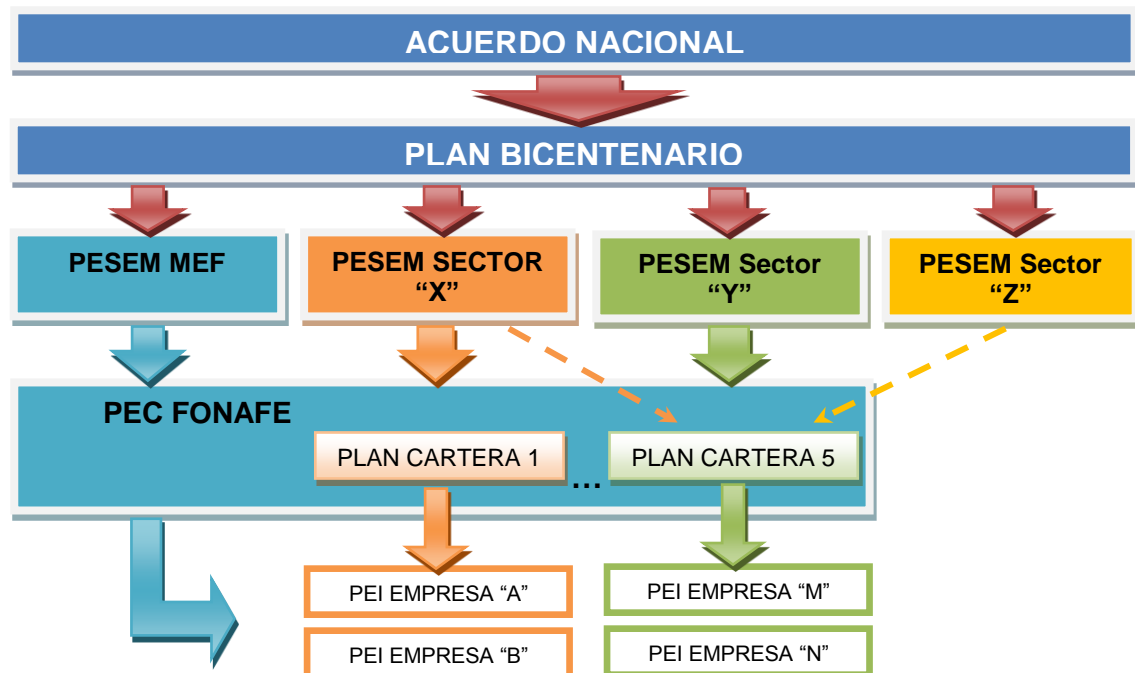 ACUERDO NACIONAL
PLAN BICENTENARIO
PESEM MEF
PESEM SECTOR
“X”
PESEM Sector
“Y”
PESEM Sector
“Z”
PEC FONAFE
PLAN CARTERA 1
...
PLAN CARTERA 5
PEI EMPRESA “A”
PEI EMPRESA “M”
PEI EMPRESA “B”
PEI EMPRESA “N”